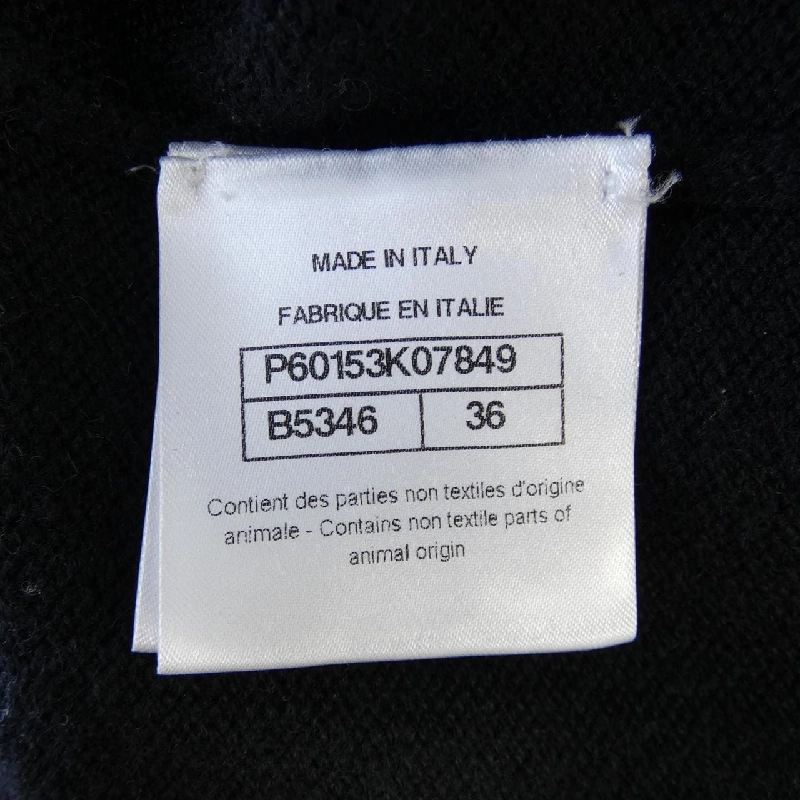 MADE IN ITALY
FABRIQUE EN ITALIE
P60153K07849
B5346 36
Contient des parties non textiles d'origine
animale - Contains non textile parts of
animal origin